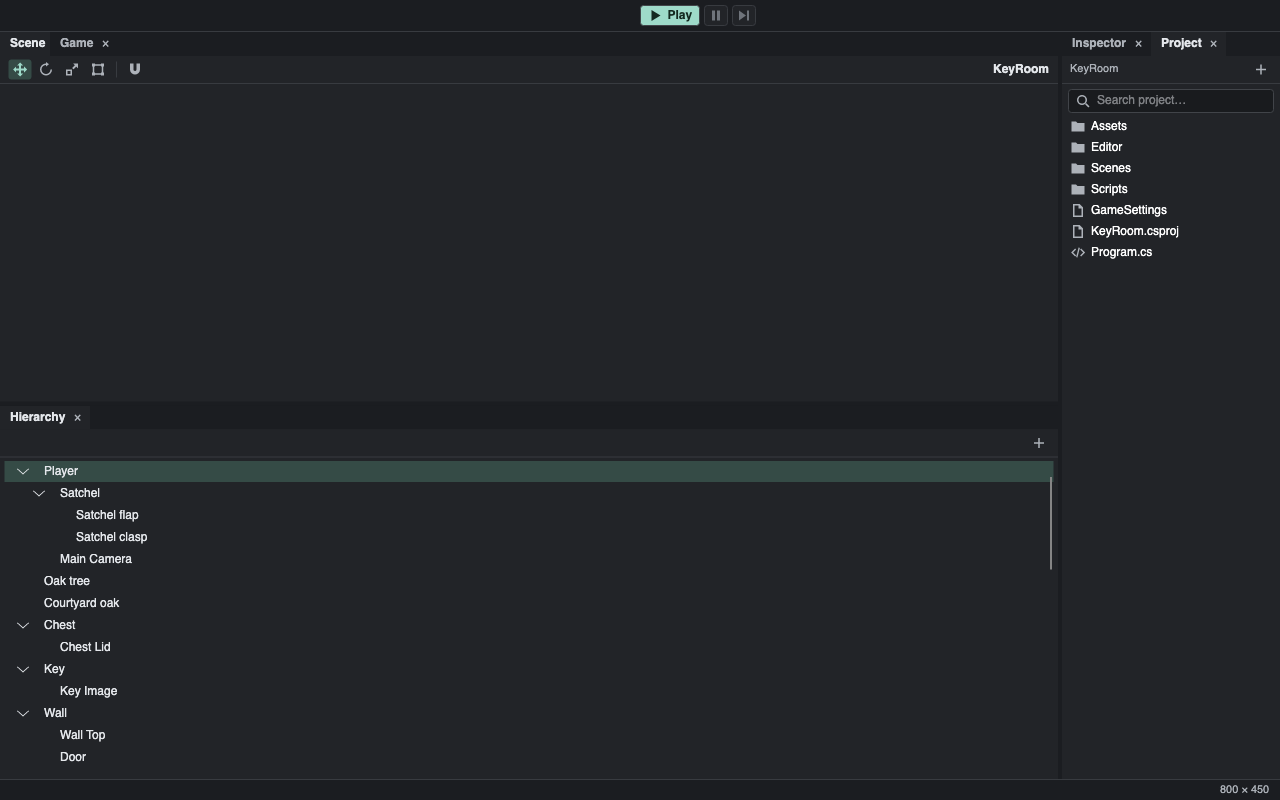 Play
Scene Game Inspector Project
KeyRoom KeyRoom
Search project...
Assets
Editor
Scenes
Scripts
GameSettings
KeyRoom.csproj
Program.cs
Hierarchy
Player
Satchel
Satchel flap
Satchel clasp
Main Camera
Oak tree
Courtyard oak
Chest
Chest Lid
Key
Key Image
Wall
Wall Top
Door
800 × 450